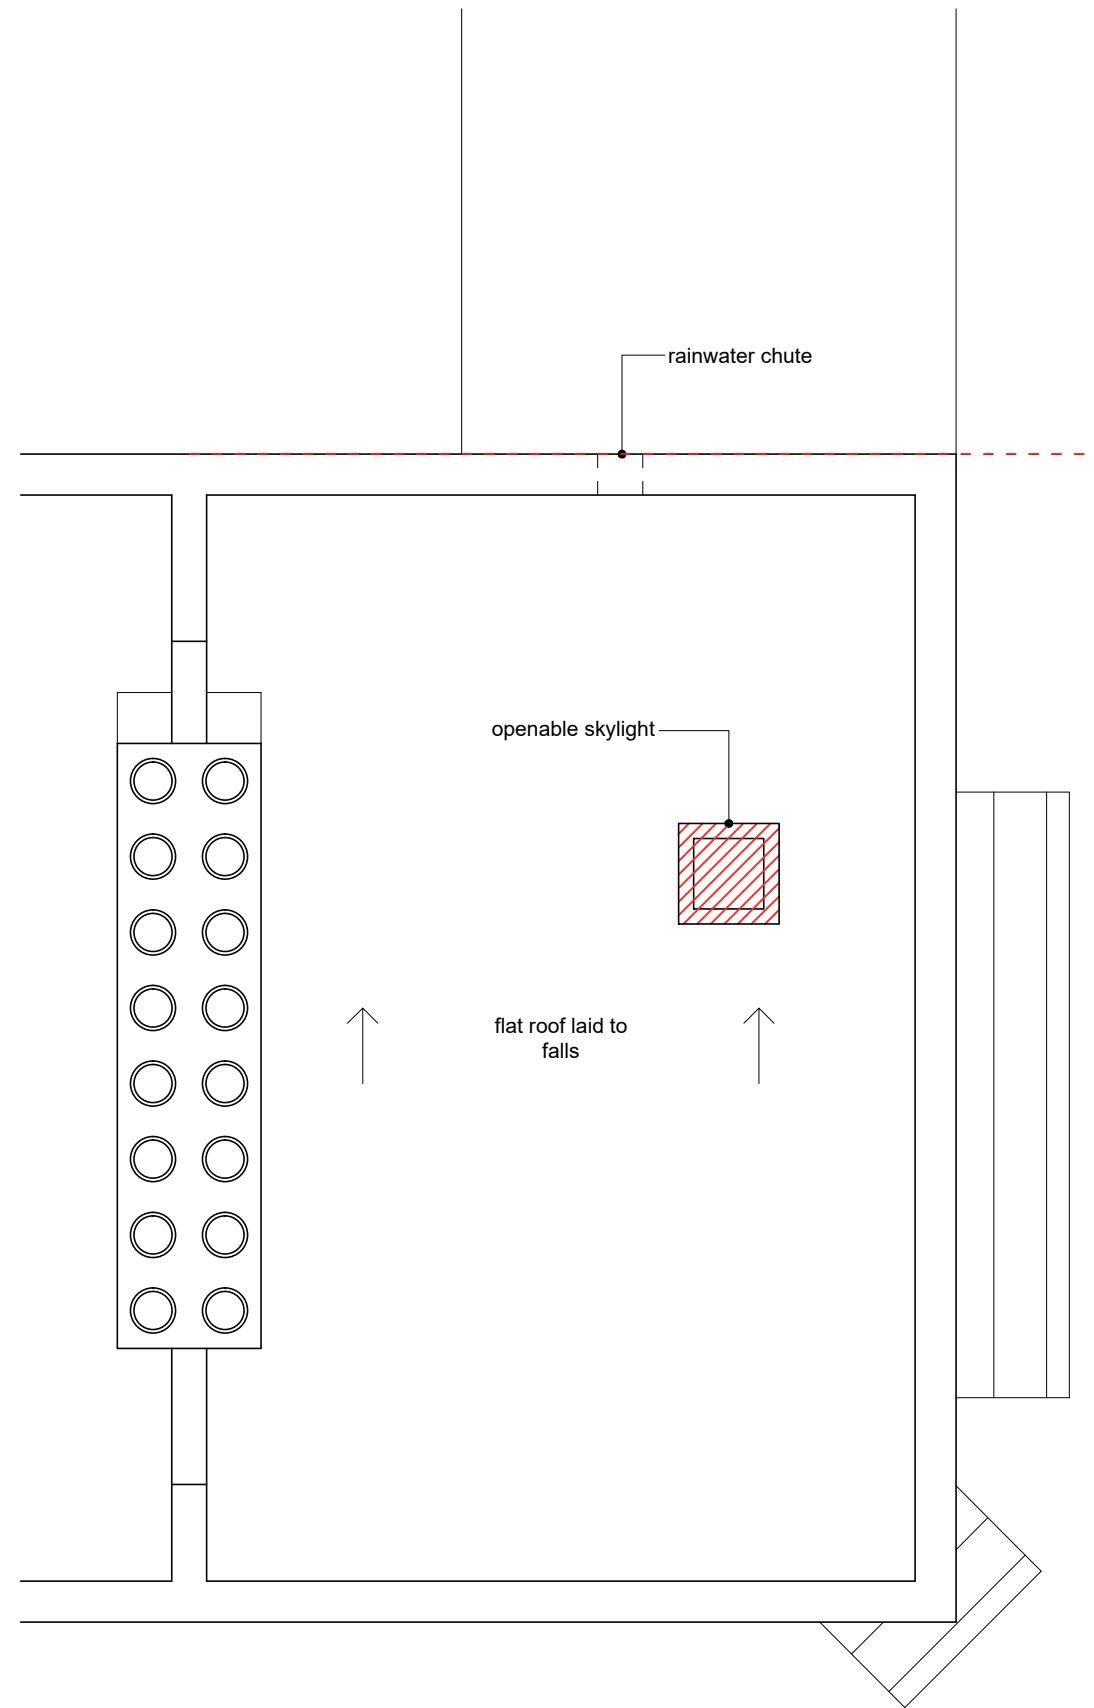 rainwater chute
openable skylight
flat roof laid to
falls